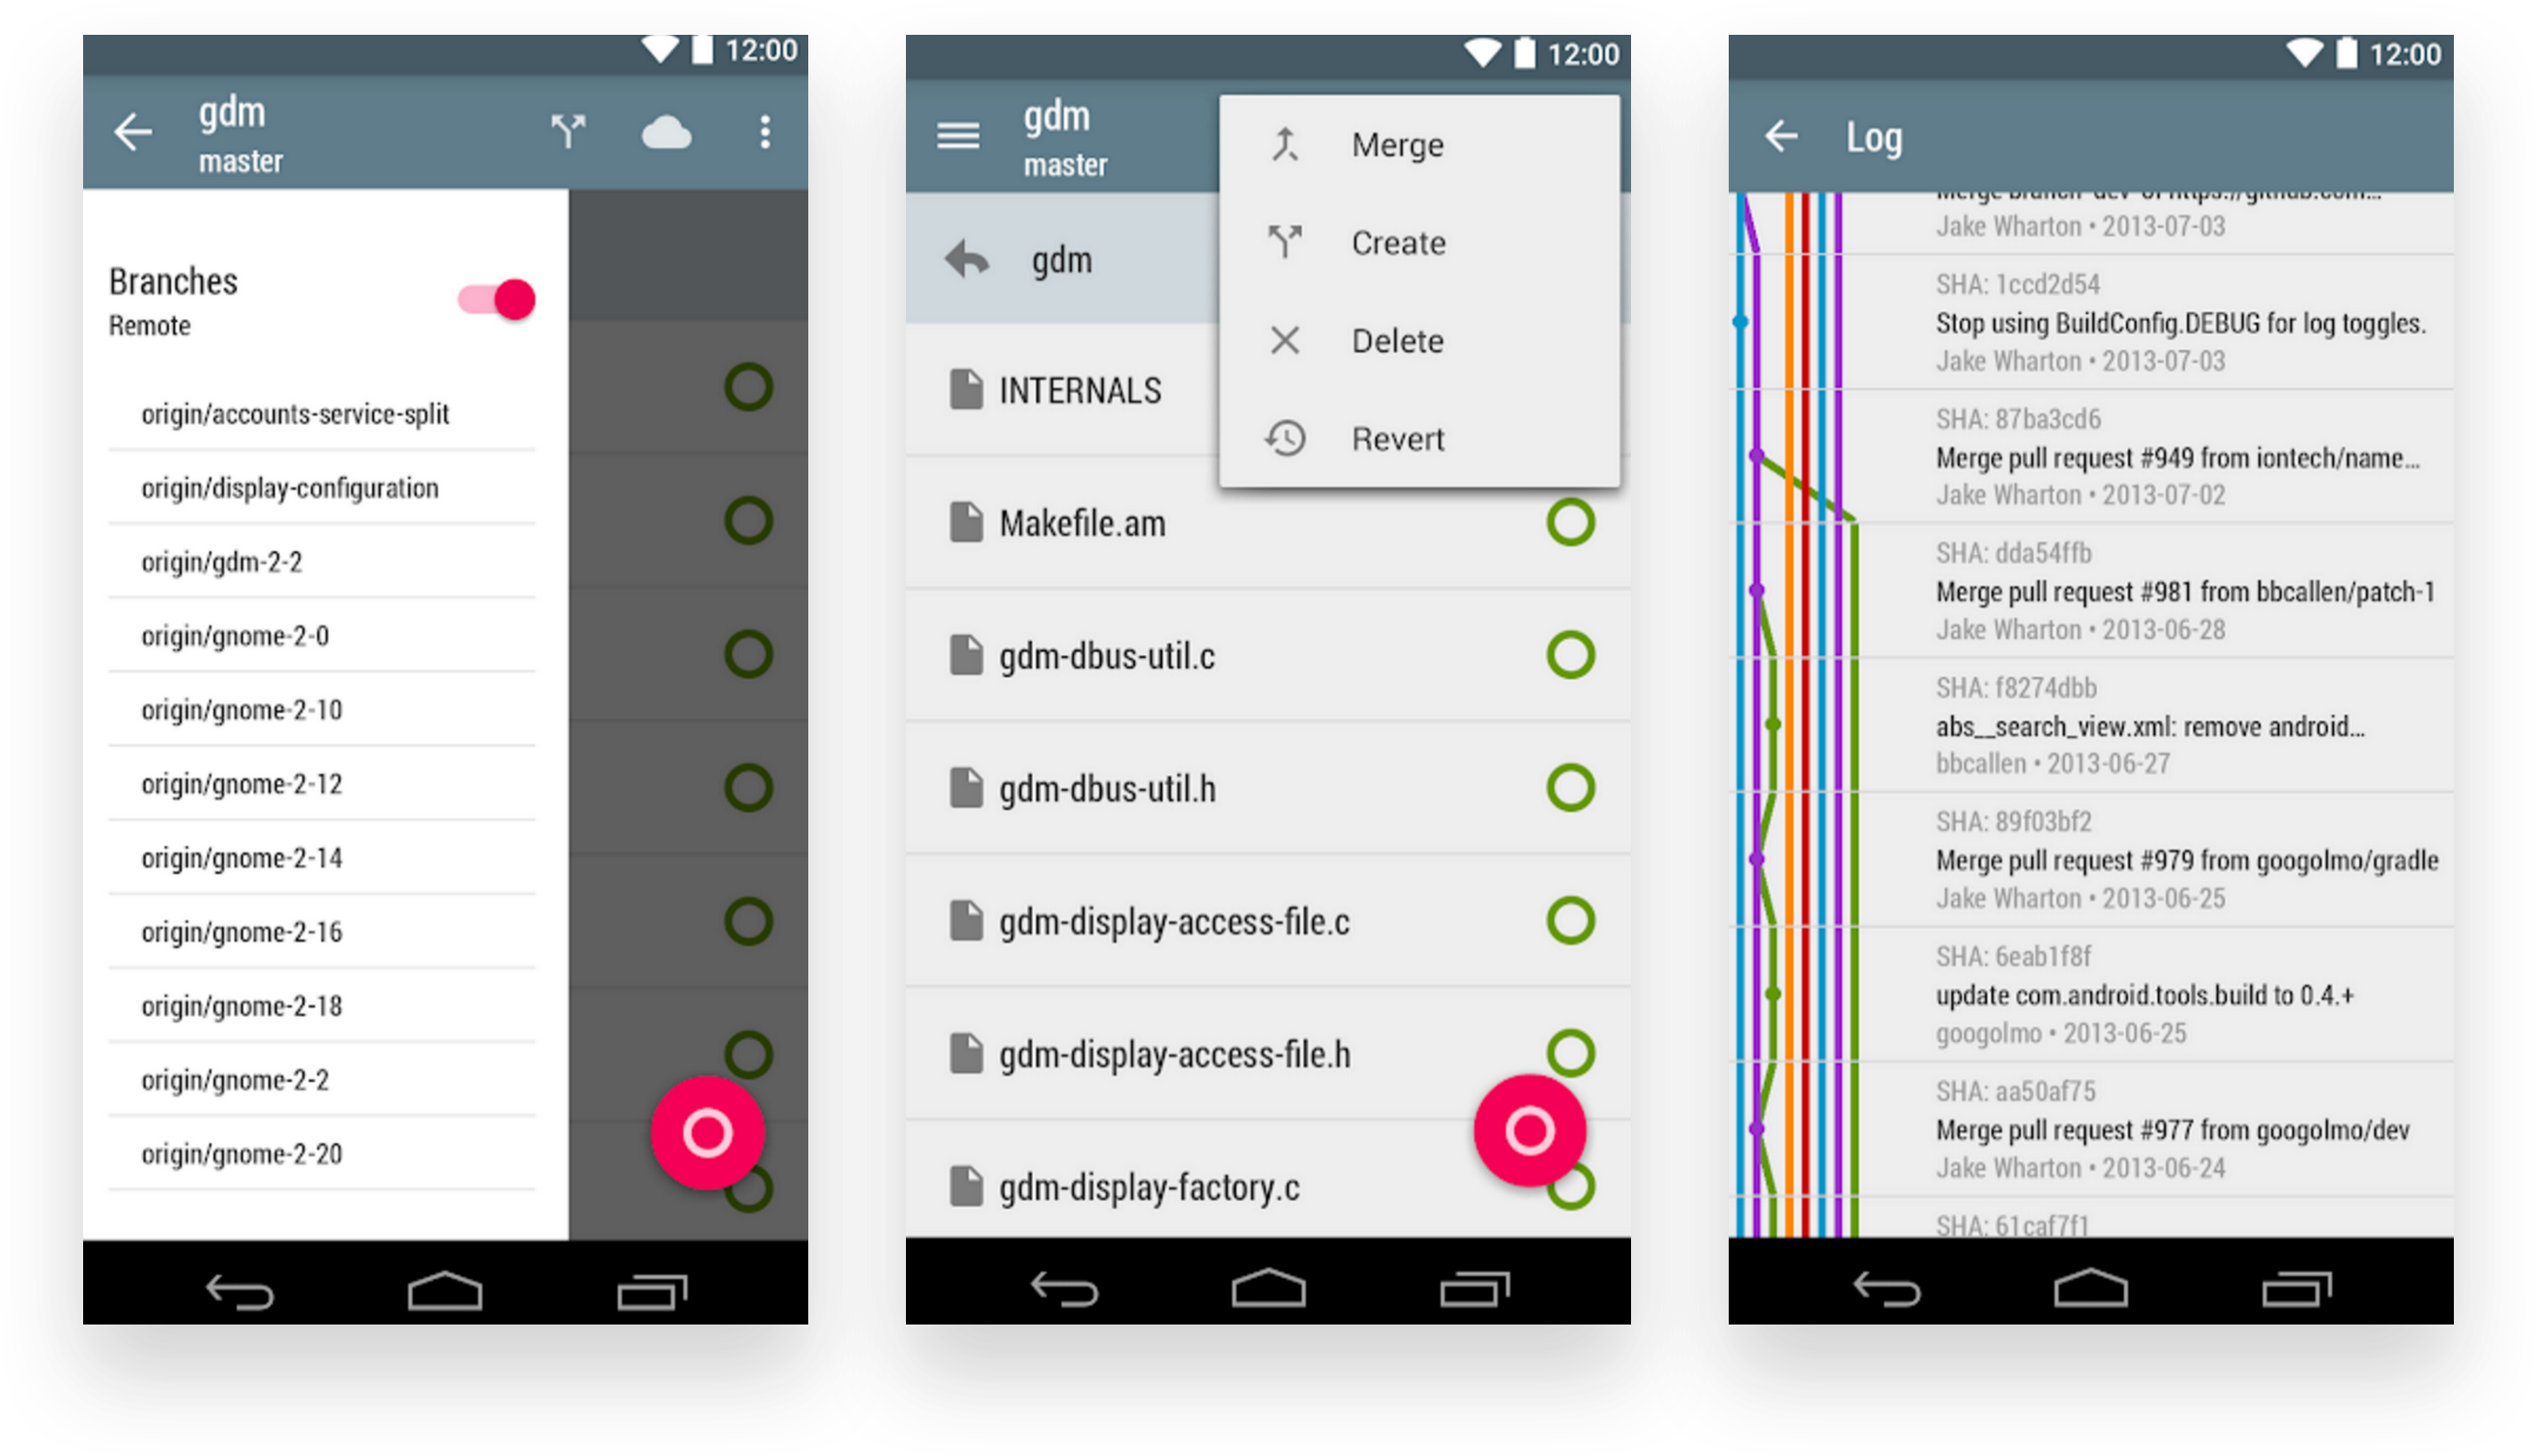 12:00
gdm
master
Branches
Remote
origin/accounts-service-split
origin/display-configuration
origin/gdm-2-2
origin/gnome-2-0
origin/gnome-2-10
origin/gnome-2-12
origin/gnome-2-14
origin/gnome-2-16
origin/gnome-2-18
origin/gnome-2-2
origin/gnome-2-20
12:00
gdm
master
Merge
Create
Delete
Revert
gdm
INTERNALS
Makefile.am
gdm-dbus-util.c
gdm-dbus-util.h
gdm-display-access-file.c
gdm-display-access-file.h
gdm-display-factory.c
12:00
Log
Merge branch 'dev' of https://github.com...
Jake Wharton • 2013-07-03
SHA: 1ccd2d54
Stop using BuildConfig.DEBUG for log toggles.
Jake Wharton • 2013-07-03
SHA: 87ba3cd6
Merge pull request #949 from iontech/name...
Jake Wharton • 2013-07-02
SHA: dda54ffb
Merge pull request #981 from bbcallen/patch-1
Jake Wharton • 2013-06-28
SHA: f8274dbb
abs__search_view.xml: remove android...
bbcallen • 2013-06-27
SHA: 89f03bf2
Merge pull request #979 from googolmo/gradle
Jake Wharton • 2013-06-25
SHA: 6eab1f8f
update com.android.tools.build to 0.4.+
googolmo • 2013-06-25
SHA: aa50af75
Merge pull request #977 from googolmo/dev
Jake Wharton • 2013-06-24
SHA: 61caf7f1